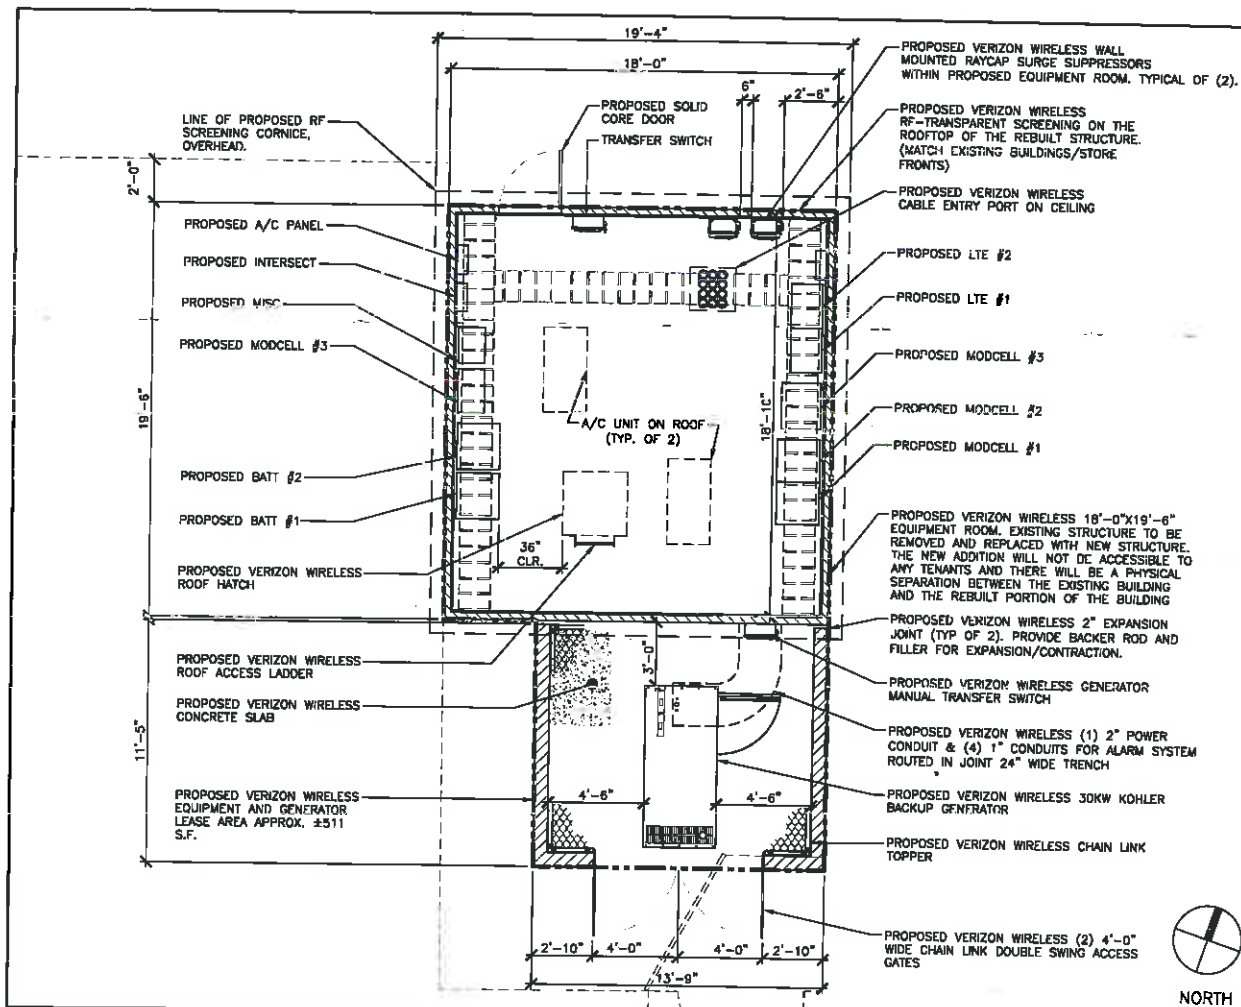 19'-4"
18'-0"
6"
2'-6"
PROPOSED VERIZON WIRELESS WALL
MOUNTED RAYCAP SURGE SUPPRESSORS
WITHIN PROPOSED EQUIPMENT ROOM. TYPICAL OF (2).
PROPOSED SOLID
CORE DOOR
TRANSFER SWITCH
LINE OF PROPOSED RF
SCREENING CORNICE,
OVERHEAD.
PROPOSED VERIZON WIRELESS
RF-TRANSPARENT SCREENING ON THE
ROOFTOP OF THE REBUILT STRUCTURE.
(MATCH EXISTING BUILDINGS/STORE
FRONTS)
2'-0"
PROPOSED VERIZON WIRELESS
CABLE ENTRY PORT ON CEILING
PROPOSED A/C PANEL
PROPOSED INTERSECT
PROPOSED MISC
PROPOSED MODCELL #3
PROPOSED LTE #2
PROPOSED LTE #1
PROPOSED MODCELL #3
PROPOSED MODCELL #2
PROPOSED MODCELL #1
19'-6"
A/C UNIT ON ROOF
(TYP. OF 2)
18'-10"
PROPOSED BATT #2
PROPOSED BATT #1
PROPOSED VERIZON WIRELESS
ROOF HATCH
36"
CLR.
PROPOSED VERIZON WIRELESS 18'-0"X19'-6"
EQUIPMENT ROOM. EXISTING STRUCTURE TO BE
REMOVED AND REPLACED WITH NEW STRUCTURE.
THE NEW ADDITION WILL NOT BE ACCESSIBLE TO
ANY TENANTS AND THERE WILL BE A PHYSICAL
SEPARATION BETWEEN THE EXISTING BUILDING
AND THE REBUILT PORTION OF THE BUILDING
PROPOSED VERIZON WIRELESS 2" EXPANSION
JOINT (TYP OF 2). PROVIDE BACKER ROD AND
FILLER FOR EXPANSION/CONTRACTION.
PROPOSED VERIZON WIRELESS
ROOF ACCESS LADDER
3'-0"
PROPOSED VERIZON WIRELESS GENERATOR
MANUAL TRANSFER SWITCH
PROPOSED VERIZON WIRELESS
CONCRETE SLAB
11'-5"
PROPOSED VERIZON WIRELESS (1) 2" POWER
CONDUIT & (4) 1" CONDUITS FOR ALARM SYSTEM
ROUTED IN JOINT 24" WIDE TRENCH
PROPOSED VERIZON WIRELESS
EQUIPMENT AND GENERATOR
LEASE AREA APPROX. ±511
S.F.
4'-6"
4'-6"
PROPOSED VERIZON WIRELESS 30KW KOHLER
BACKUP GENERATOR
PROPOSED VERIZON WIRELESS CHAIN LINK
TOPPER
PROPOSED VERIZON WIRELESS (2) 4'-0"
WIDE CHAIN LINK DOUBLE SWING ACCESS
GATES
2'-10"
4'-0"
4'-0"
2'-10"
13'-9"
NORTH